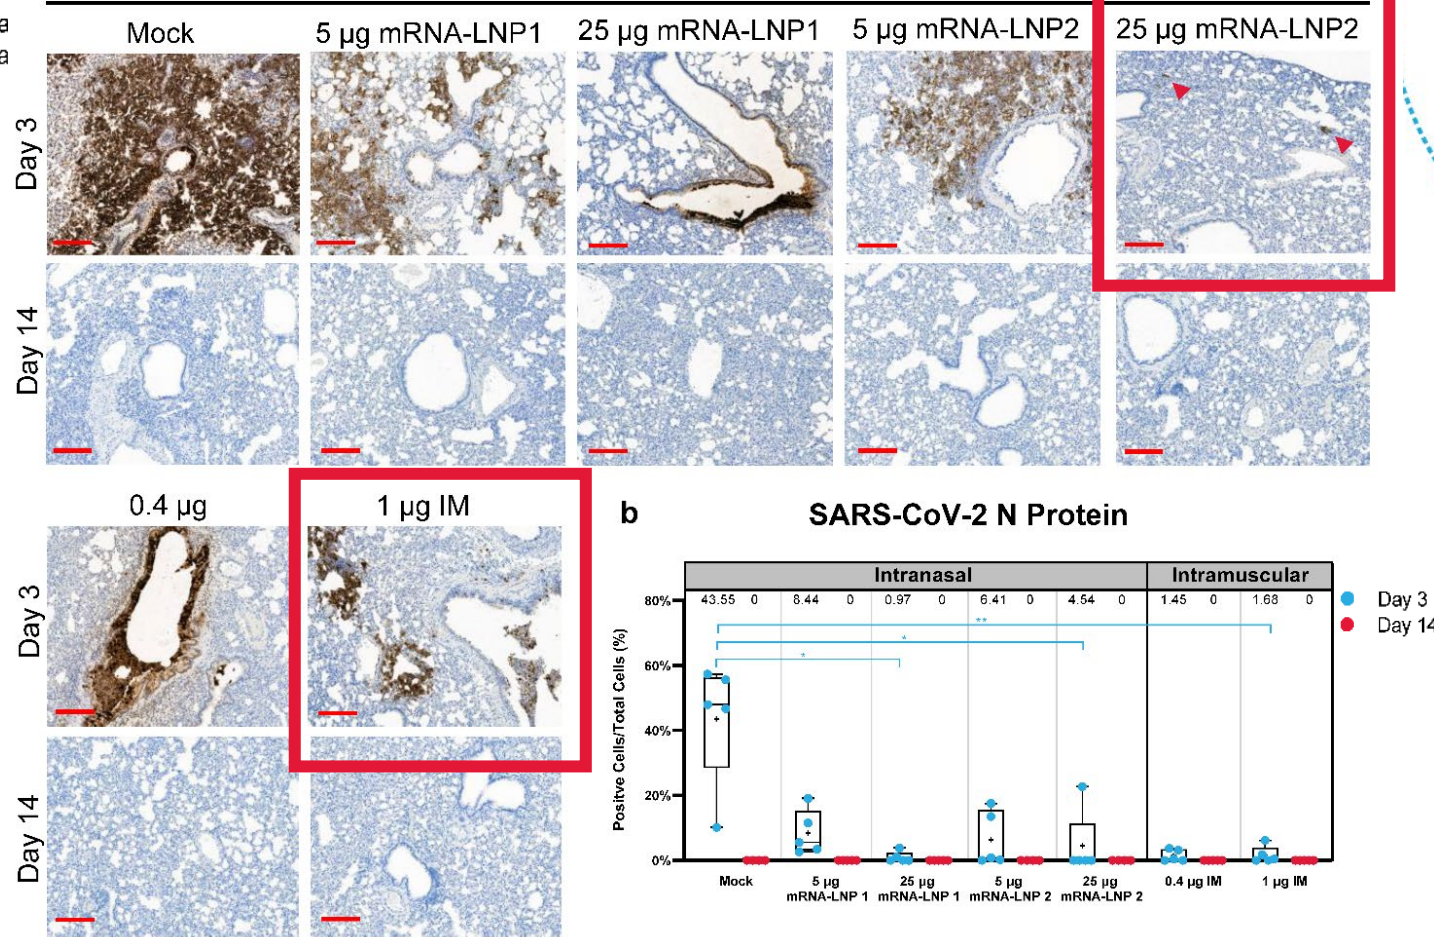 a
a
Mock
5 µg mRNA-LNP1
25 µg mRNA-LNP1
5 µg mRNA-LNP2
25 µg mRNA-LNP2
Day 3
Day 14
0.4 µg
1 µg IM
Day 3
Day 14
b
SARS-CoV-2 N Protein
Intranasal
Intramuscular
43.55 0 8.44 0 0.97 0 6.41 0 4.54 0 1.45 0 1.68 0
Day 3
Day 14
**
*
*
Positve Cells/Total Cells (%)
80%
60%
40%
20%
0%
Mock
5 µg
mRNA-LNP 1
25 µg
mRNA-LNP 1
5 µg
mRNA-LNP 2
25 µg
mRNA-LNP 2
0.4 µg IM
1 µg IM